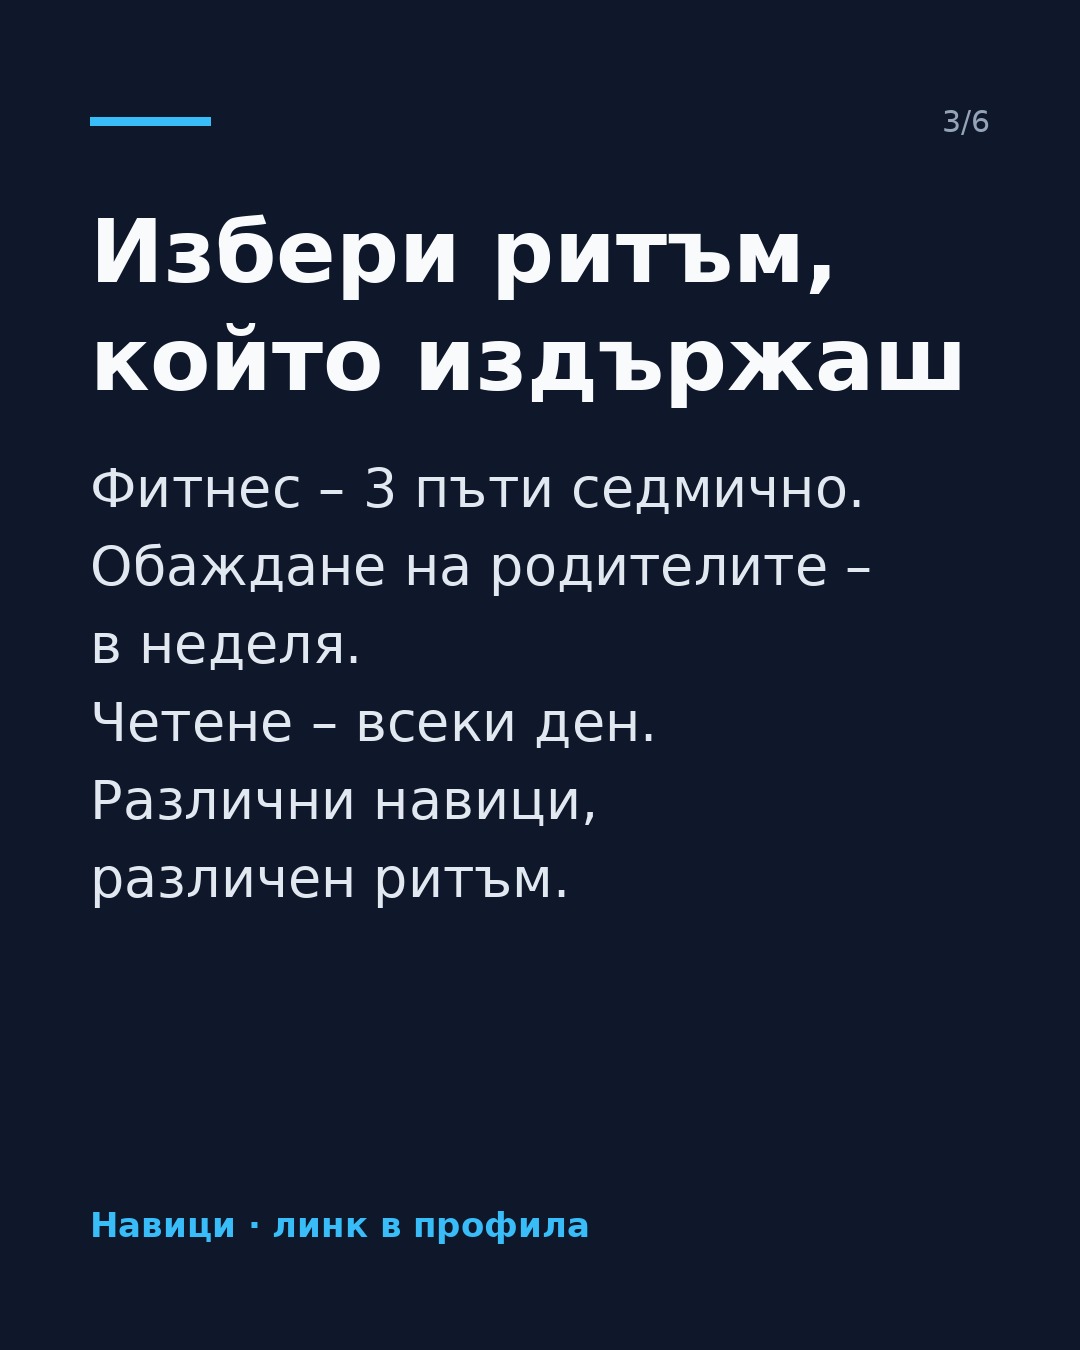 3/6
Избери ритъм,
който издържаш
Фитнес – 3 пъти седмично.
Обаждане на родителите –
в неделя.
Четене – всеки ден.
Различни навици,
различен ритъм.
Навици · линк в профила